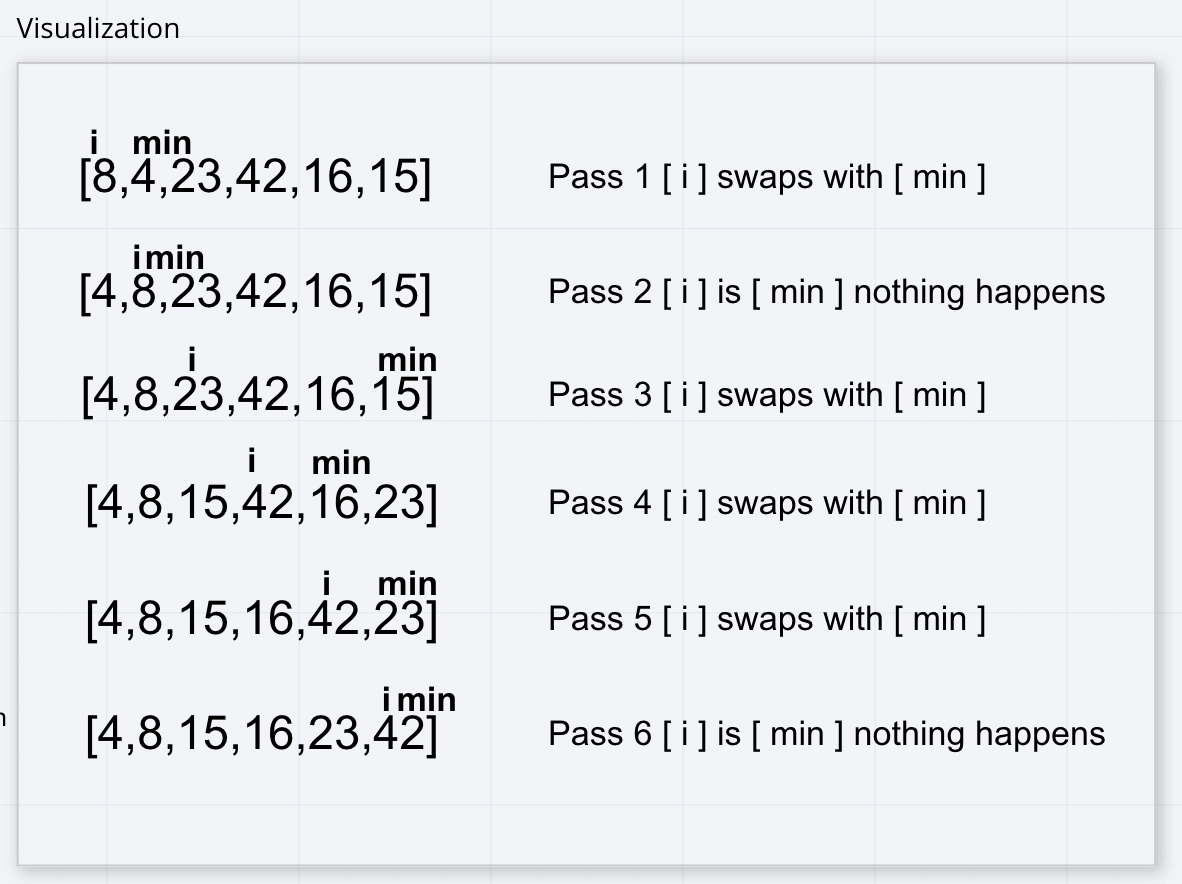 Visualization
i min
[8,4,23,42,16,15] Pass 1 [ i ] swaps with [ min ]
i min
[4,8,23,42,16,15] Pass 2 [ i ] is [ min ] nothing happens
i min
[4,8,23,42,16,15] Pass 3 [ i ] swaps with [ min ]
i min
[4,8,15,42,16,23] Pass 4 [ i ] swaps with [ min ]
i min
[4,8,15,16,42,23] Pass 5 [ i ] swaps with [ min ]
i min
[4,8,15,16,23,42] Pass 6 [ i ] is [ min ] nothing happens